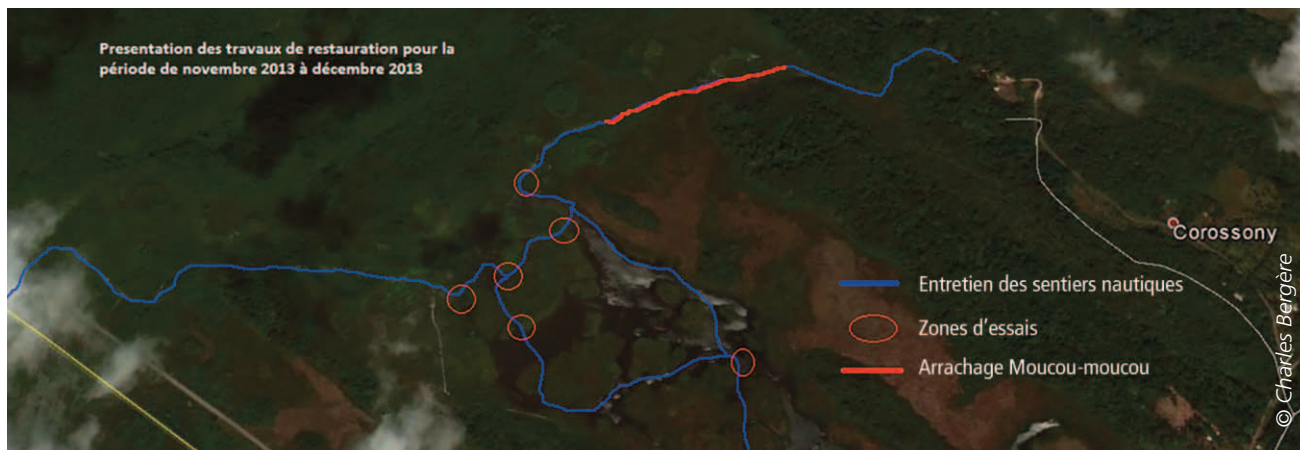 Presentation des travaux de restauration pour la
période de novembre 2013 à décembre 2013
Corossony
Entretien des sentiers nautiques
Zones d'essais
Arrachage Moucou-moucou
© Charles Bergère